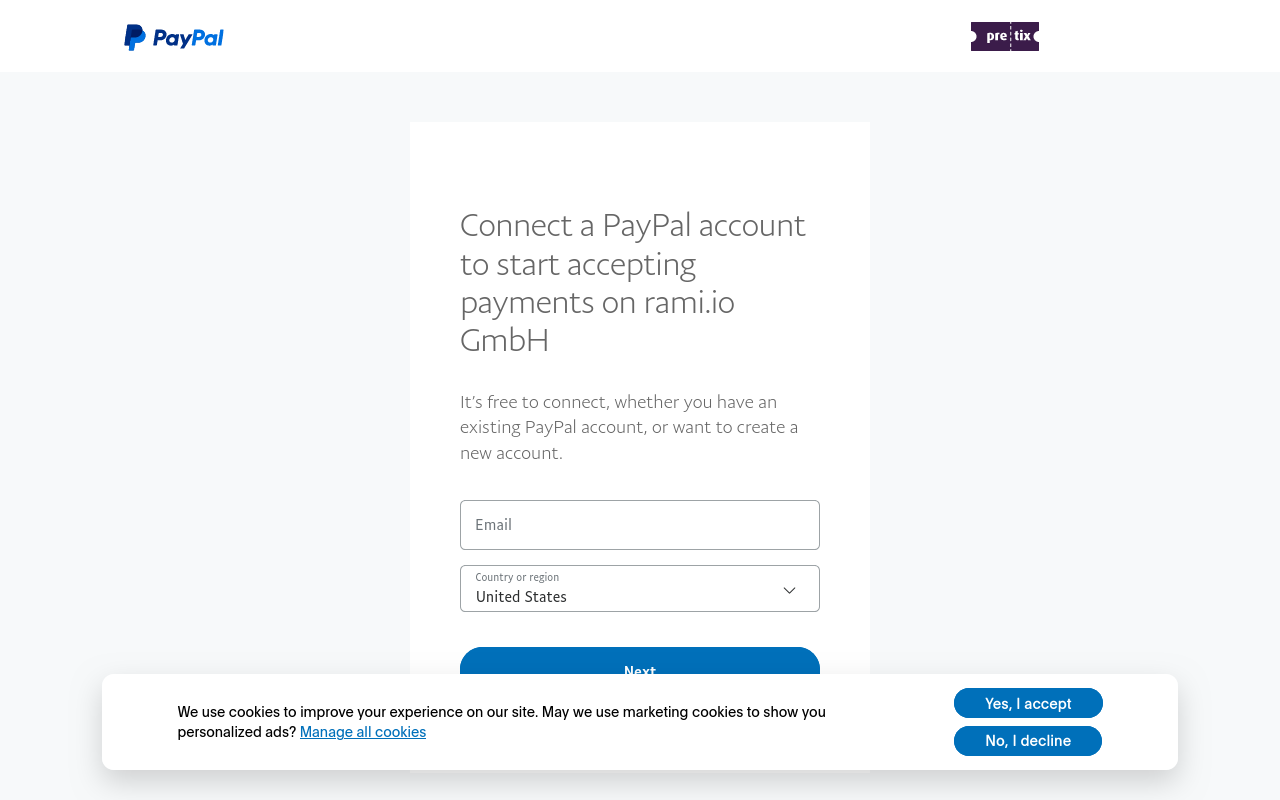 PayPal
pretix
Connect a PayPal account
to start accepting
payments on rami.io
GmbH
It's free to connect, whether you have an
existing PayPal account, or want to create a
new account.
Email
Country or region
United States
Next
We use cookies to improve your experience on our site. May we use marketing cookies to show you
personalized ads? Manage all cookies
Yes, I accept
No, I decline